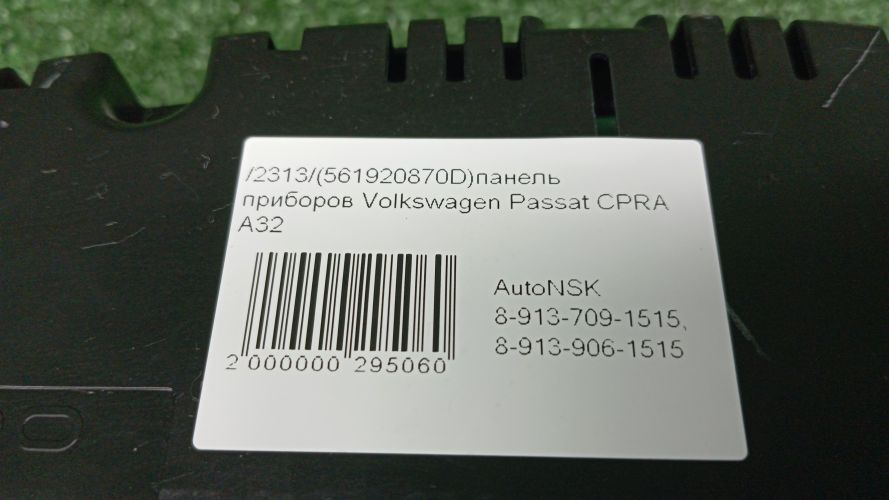 /2313/(561920870D)панель
приборов Volkswagen Passat CPRA
A32
AutoNSK
8-913-709-1515,
8-913-906-1515
2 000000 295060